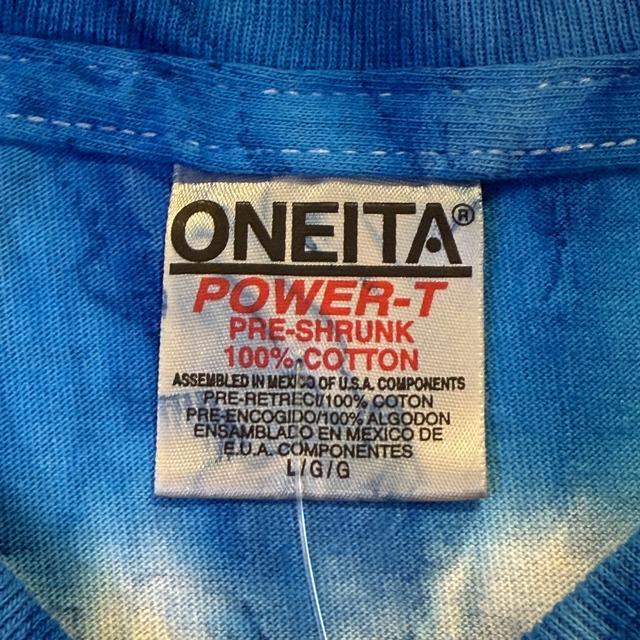 ONEITA®
POWER-T
PRE-SHRUNK
100% COTTON
ASSEMBLED IN MEXICO OF U.S.A. COMPONENTS
PRE-RETRECI/100% COTON
PRE-ENCOGIDO/100% ALGODON
ENSAMBLADO EN MEXICO DE
E.U.A. COMPONENTES
L/G/G